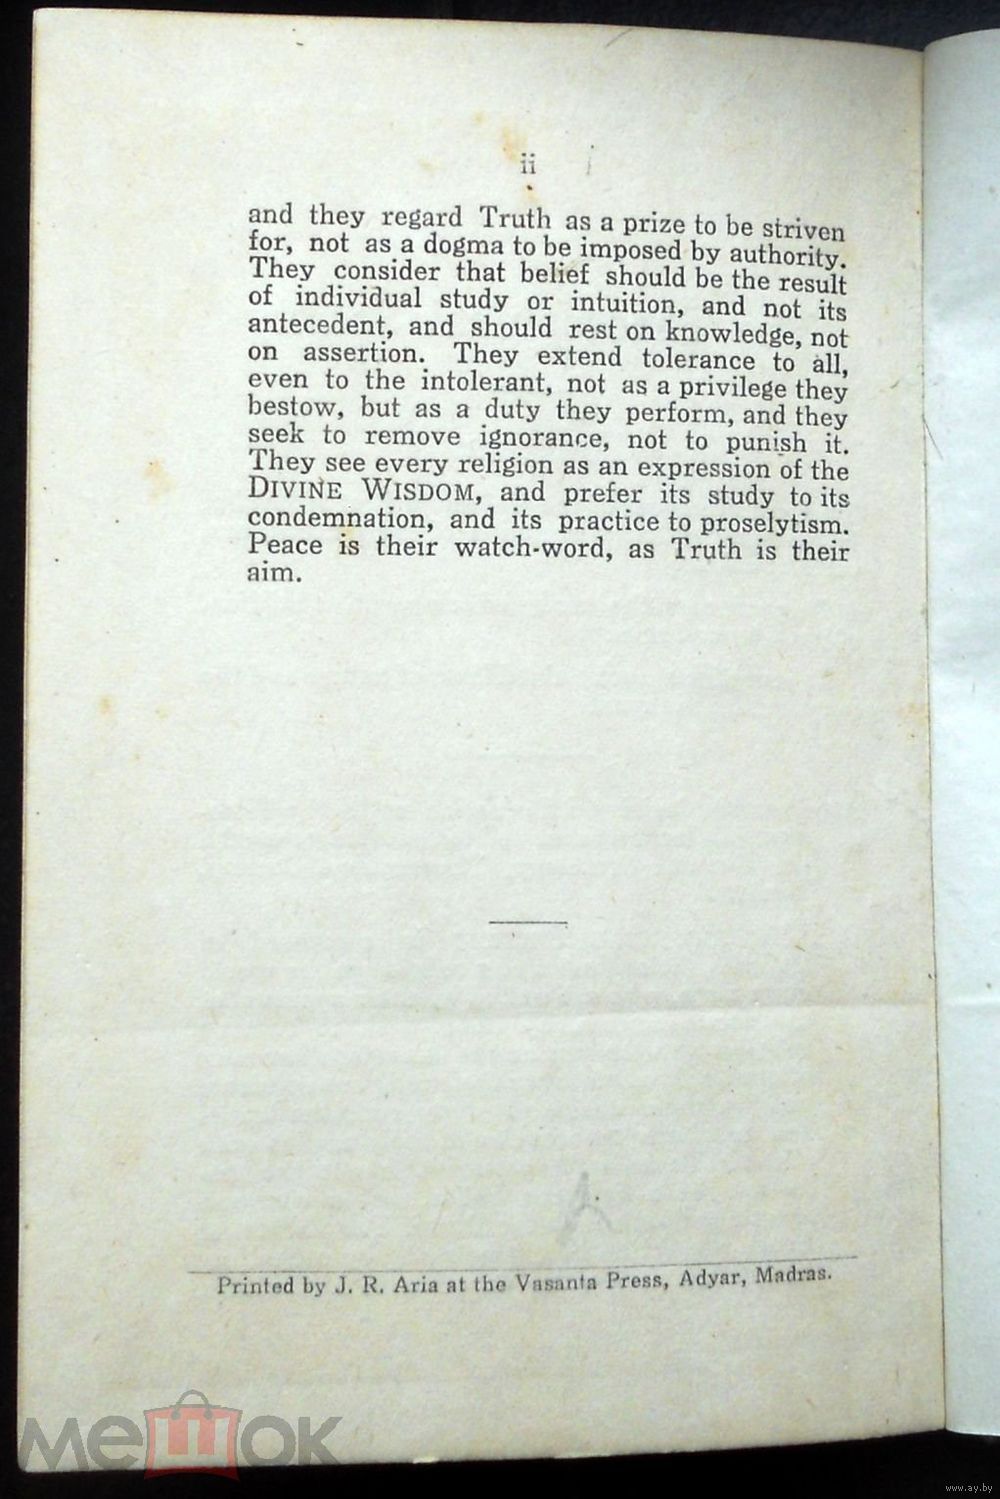 ii
and they regard Truth as a prize to be striven
for, not as a dogma to be imposed by authority.
They consider that belief should be the result
of individual study or intuition, and not its
antecedent, and should rest on knowledge, not
on assertion. They extend tolerance to all,
even to the intolerant, not as a privilege they
bestow, but as a duty they perform, and they
seek to remove ignorance, not to punish it.
They see every religion as an expression of the
DIVINE WISDOM, and prefer its study to its
condemnation, and its practice to proselytism.
Peace is their watch-word, as Truth is their
aim.
Printed by J. R. Aria at the Vasanta Press, Adyar, Madras.
мешок
www.ay.by